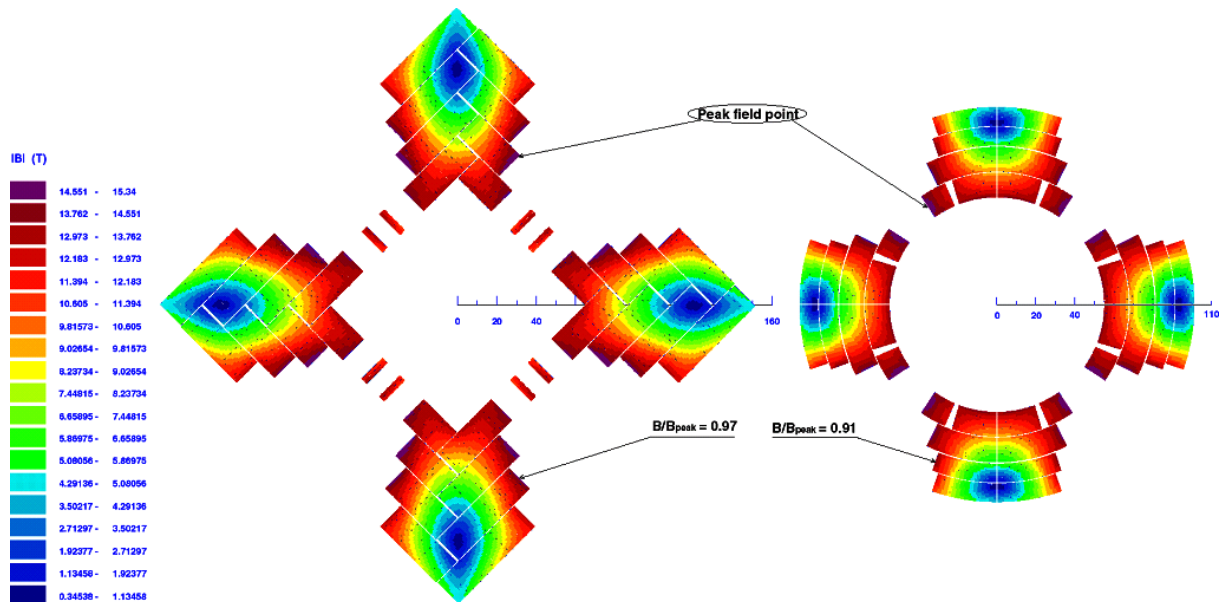 Peak field point
|B| (T)
14.551 - 15.34
13.762 - 14.551
12.973 - 13.762
12.183 - 12.973
11.394 - 12.183
10.605 - 11.394
9.81573 - 10.605
9.02654 - 9.81573
8.23734 - 9.02654
7.44815 - 8.23734
6.65895 - 7.44815
5.86975 - 6.65895
5.08056 - 5.86975
4.29136 - 5.08056
3.50217 - 4.29136
2.71297 - 3.50217
1.92377 - 2.71297
1.13458 - 1.92377
0.34538 - 1.13458
0 20 40 160
0 20 40 110
B/Bpeak = 0.97
B/Bpeak = 0.91